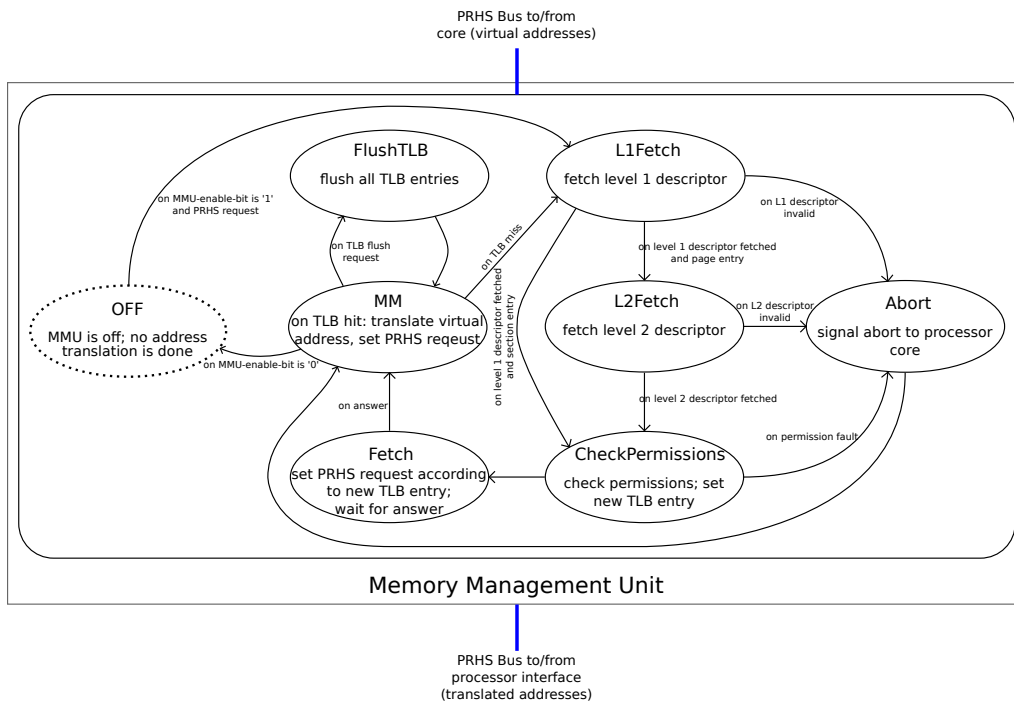 PRHS Bus to/from
core (virtual addresses)
FlushTLB
flush all TLB entries
L1Fetch
fetch level 1 descriptor
on MMU-enable-bit is '1'
and PRHS request
on L1 descriptor
invalid
on TLB flush
request
on TLB miss
on level 1 descriptor fetched
and page entry
OFF
MMU is off; no address
translation is done
MM
on TLB hit: translate virtual
address, set PRHS reqeust
L2Fetch
fetch level 2 descriptor
on L2 descriptor
invalid
Abort
signal abort to processor
core
on MMU-enable-bit is '0'
on level 1 descriptor fetched
and section entry
on answer
on level 2 descriptor fetched
on permission fault
Fetch
set PRHS request according
to new TLB entry;
wait for answer
CheckPermissions
check permissions; set
new TLB entry
Memory Management Unit
PRHS Bus to/from
processor interface
(translated addresses)